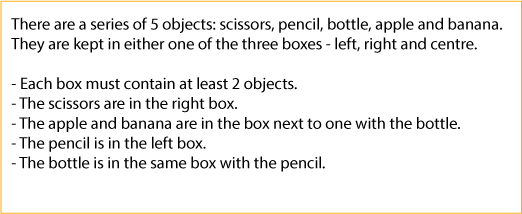 There are a series of 5 objects: scissors, pencil, bottle, apple and banana.
They are kept in either one of the three boxes - left, right and centre.
- Each box must contain at least 2 objects.
- The scissors are in the right box.
- The apple and banana are in the box next to one with the bottle.
- The pencil is in the left box.
- The bottle is in the same box with the pencil.